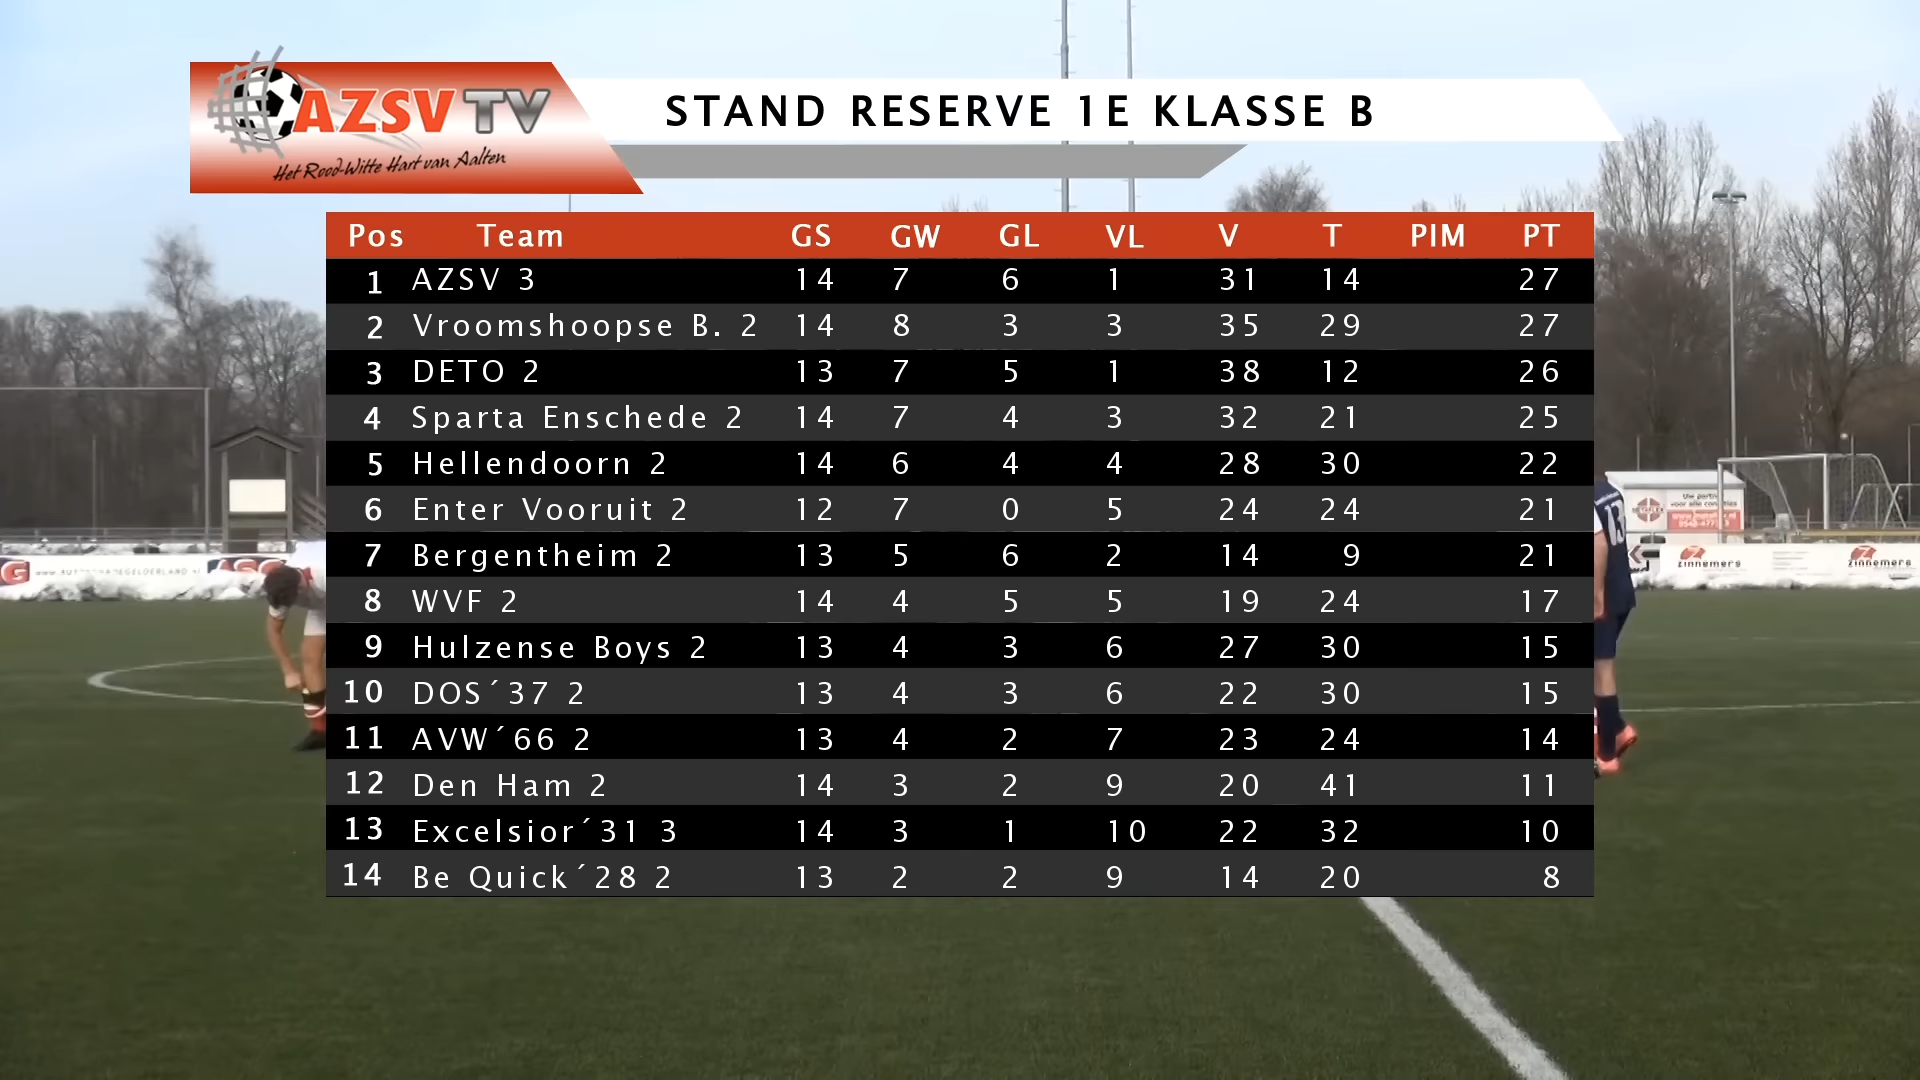 AZSV TV
Het Rood-Witte Hart van Aalten
STAND RESERVE 1E KLASSE B
Pos Team GS GW GL VL V T PIM PT
1 AZSV 3 14 7 6 1 31 14 27
2 Vroomshoopse B. 2 14 8 3 3 35 29 27
3 DETO 2 13 7 5 1 38 12 26
4 Sparta Enschede 2 14 7 4 3 32 21 25
5 Hellendoorn 2 14 6 4 4 28 30 22
6 Enter Vooruit 2 12 7 0 5 24 24 21
7 Bergentheim 2 13 5 6 2 14 9 21
8 WVF 2 14 4 5 5 19 24 17
9 Hulzense Boys 2 13 4 3 6 27 30 15
10 DOS´37 2 13 4 3 6 22 30 15
11 AVW´66 2 13 4 2 7 23 24 14
12 Den Ham 2 14 3 2 9 20 41 11
13 Excelsior´31 3 14 3 1 10 22 32 10
14 Be Quick´28 2 13 2 2 9 14 20 8
13
Uw partner
voor alle condities
zinnemers
zinnemers